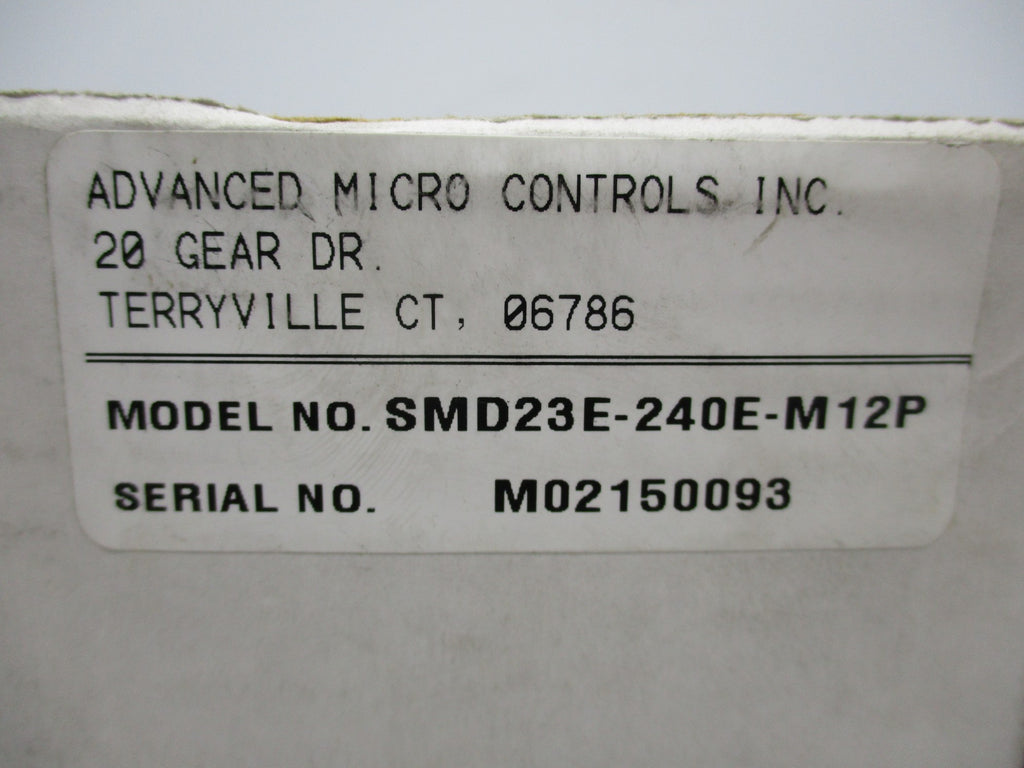 ADVANCED MICRO CONTROLS INC.
20 GEAR DR.
TERRYVILLE CT, 06786
MODEL NO. SMD23E-240E-M12P
SERIAL NO. M02150093